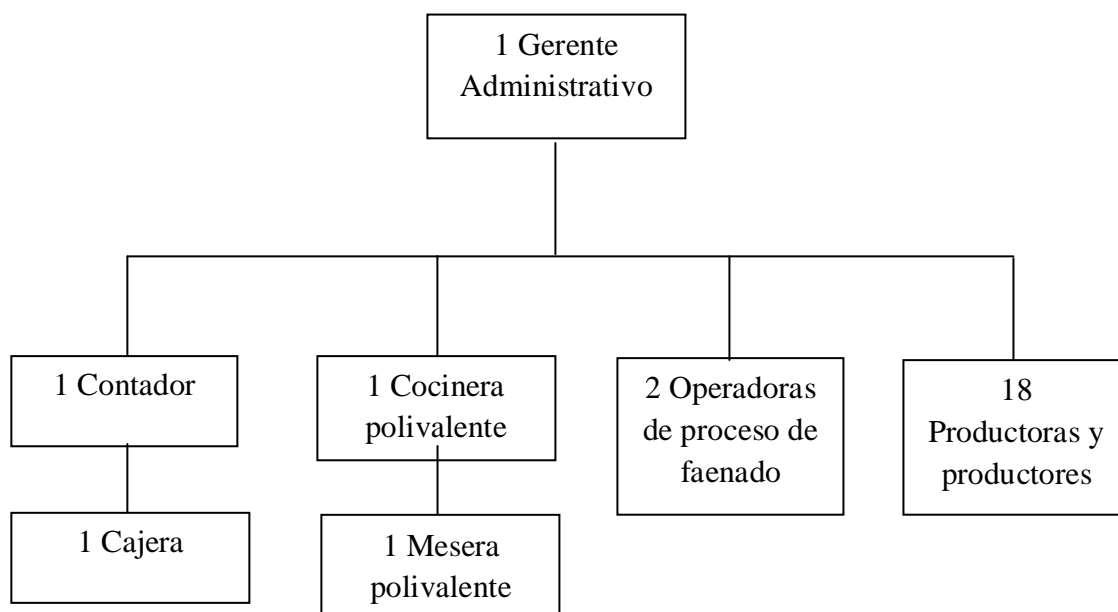 1 Gerente
Administrativo
1 Contador
1 Cocinera
polivalente
2 Operadoras
de proceso de
faenado
18
Productoras y
productores
1 Cajera
1 Mesera
polivalente